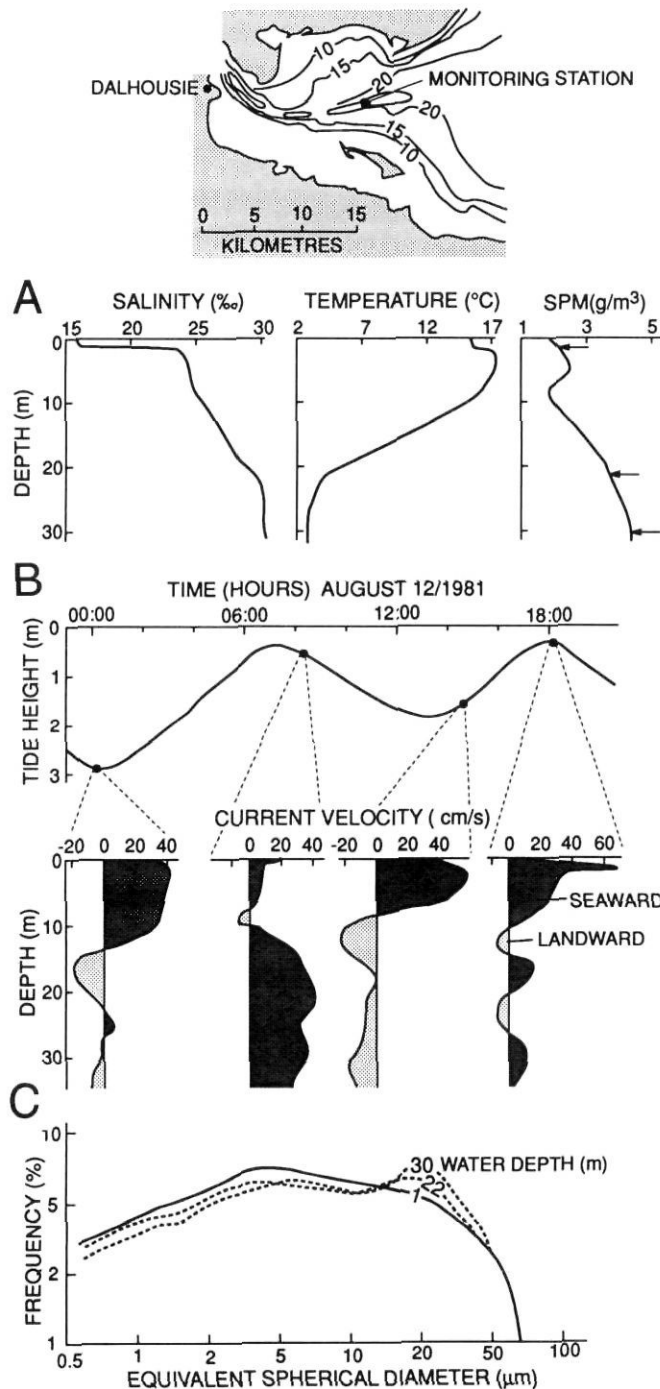 10
15
20
20
15
10
DALHOUSIE
MONITORING STATION
0 5 10 15
KILOMETRES
A
SALINITY (‰) TEMPERATURE (°C) SPM(g/m³)
15 20 25 30 2 7 12 17 1 3 5
DEPTH (m)
0
10
20
30
B
TIME (HOURS) AUGUST 12/1981
00:00 06:00 12:00 18:00
TIDE HEIGHT (m)
0
1
2
3
CURRENT VELOCITY (cm/s)
-20 0 20 40 0 20 40 -20 0 20 40 0 20 40 60
DEPTH (m)
0
10
20
30
SEAWARD
LANDWARD
C
FREQUENCY (%)
10
5
2
1
30 WATER DEPTH (m)
22
1
0.5 1 2 5 10 20 50 100
EQUIVALENT SPHERICAL DIAMETER (μm)